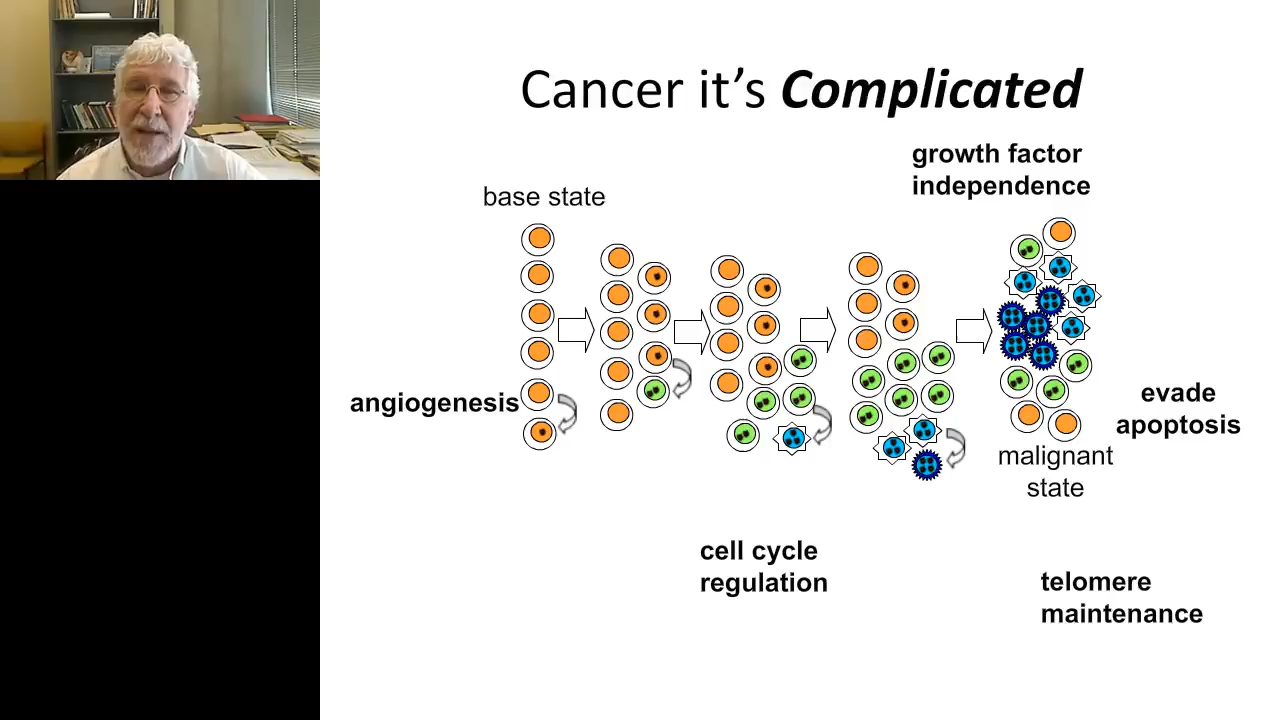 Cancer it's Complicated
growth factor
independence
base state
angiogenesis
evade
apoptosis
malignant
state
cell cycle
regulation
telomere
maintenance